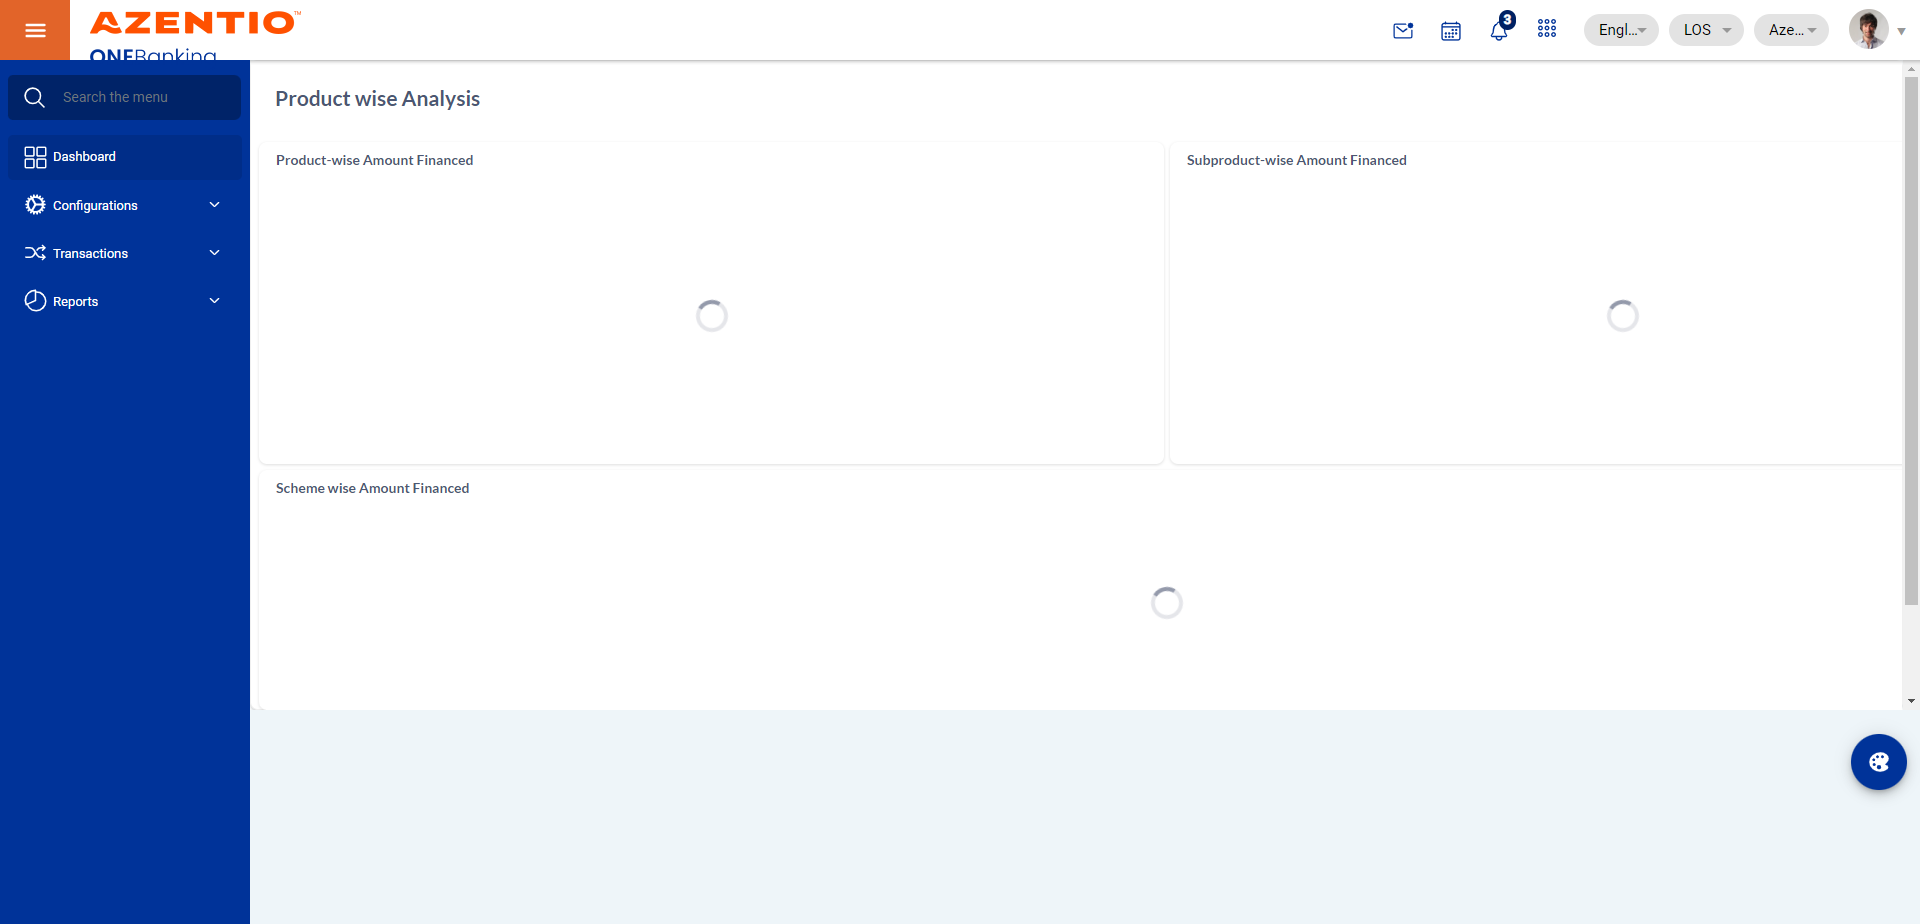 AZENTIO™
ONEBanking
3
Engl...
LOS
Aze...
Search the menu
Dashboard
Configurations
Transactions
Reports
Product wise Analysis
Product-wise Amount Financed
Subproduct-wise Amount Financed
Scheme wise Amount Financed